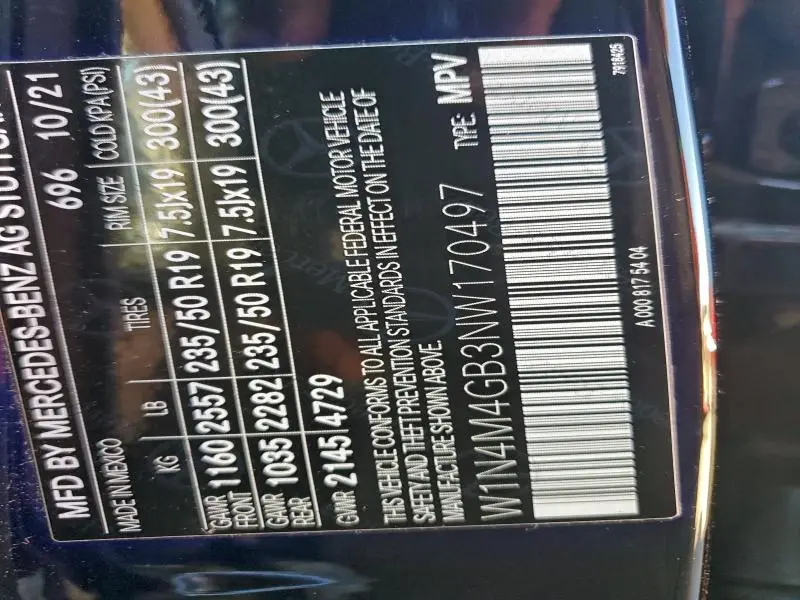 MFD BY MERCEDES-BENZ AG
696 10/21
MADE IN MEXICO
KG LB TIRES RIM SIZE COLD KPA(PSI)
GAWR FRONT 1160 2557 235/50 R19 7.5Jx19 300(43)
GAWR REAR 1035 2282 235/50 R19 7.5Jx19 300(43)
GVWR 2145 4729
THIS VEHICLE CONFORMS TO ALL APPLICABLE FEDERAL MOTOR VEHICLE
SAFETY AND THEFT PREVENTION STANDARDS IN EFFECT ON THE DATE OF
MANUFACTURE SHOWN ABOVE.
W1N4M4GB3NW170497 TYPE: MPV
A 000 817 54 04
7918425